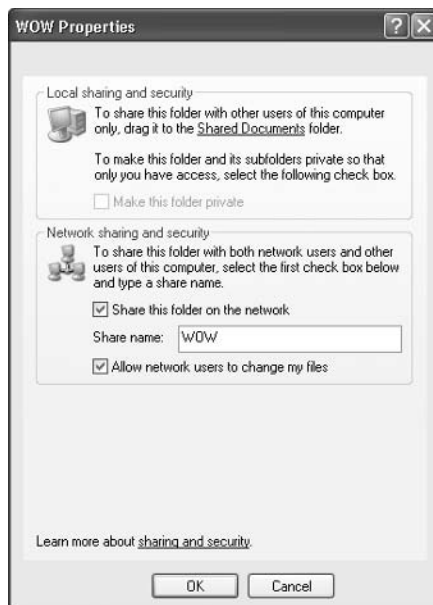 WOW Properties
Local sharing and security
To share this folder with other users of this computer
only, drag it to the Shared Documents folder.
To make this folder and its subfolders private so that
only you have access, select the following check box.
Make this folder private
Network sharing and security
To share this folder with both network users and other
users of this computer, select the first check box below
and type a share name.
Share this folder on the network
Share name: WOW
Allow network users to change my files
Learn more about sharing and security.
OK Cancel